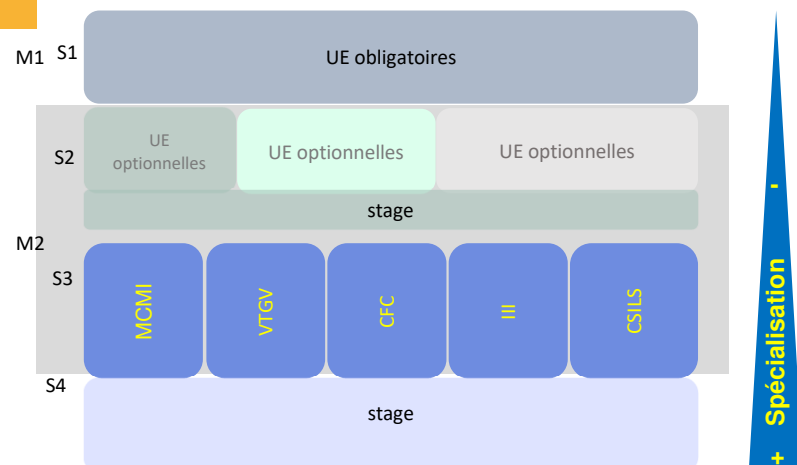 M1
S1
UE obligatoires
S2
UE
optionnelles
UE optionnelles
UE optionnelles
stage
M2
S3
MCMI
VTGV
CFC
III
CSILS
S4
stage
+ Spécialisation -